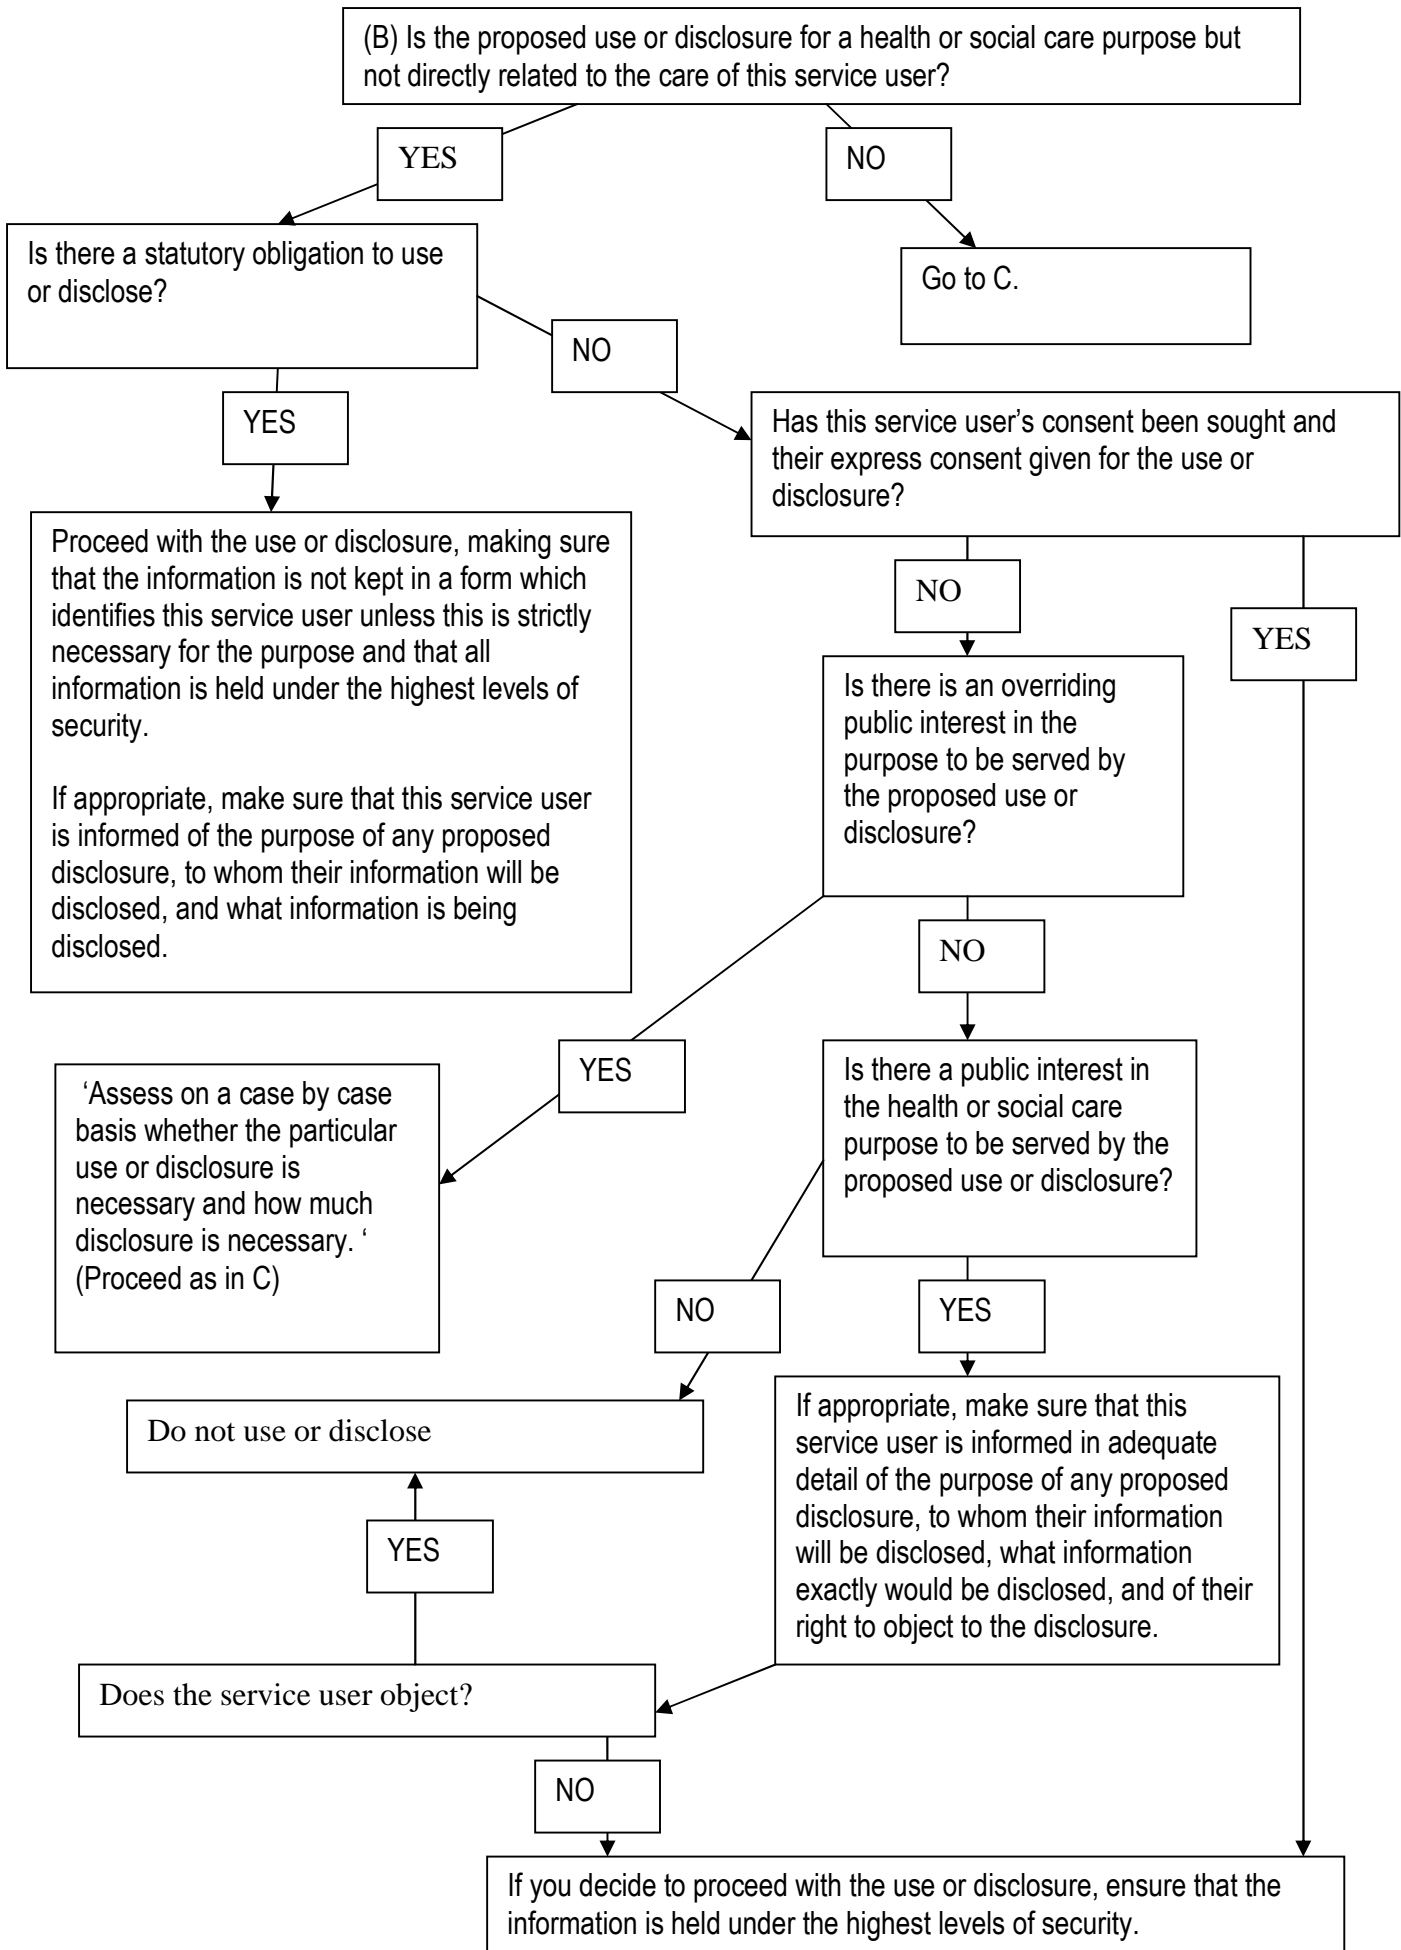 (B) Is the proposed use or disclosure for a health or social care purpose but
not directly related to the care of this service user?
YES
NO
Is there a statutory obligation to use
or disclose?
Go to C.
NO
YES
Has this service user’s consent been sought and
their express consent given for the use or
disclosure?
Proceed with the use or disclosure, making sure
that the information is not kept in a form which
identifies this service user unless this is strictly
necessary for the purpose and that all
information is held under the highest levels of
security.
If appropriate, make sure that this service user
is informed of the purpose of any proposed
disclosure, to whom their information will be
disclosed, and what information is being
disclosed.
NO
YES
Is there is an overriding
public interest in the
purpose to be served by
the proposed use or
disclosure?
NO
YES
‘Assess on a case by case
basis whether the particular
use or disclosure is
necessary and how much
disclosure is necessary. ‘
(Proceed as in C)
Is there a public interest in
the health or social care
purpose to be served by the
proposed use or disclosure?
NO
YES
Do not use or disclose
If appropriate, make sure that this
service user is informed in adequate
detail of the purpose of any proposed
disclosure, to whom their information
will be disclosed, what information
exactly would be disclosed, and of their
right to object to the disclosure.
YES
Does the service user object?
NO
If you decide to proceed with the use or disclosure, ensure that the
information is held under the highest levels of security.